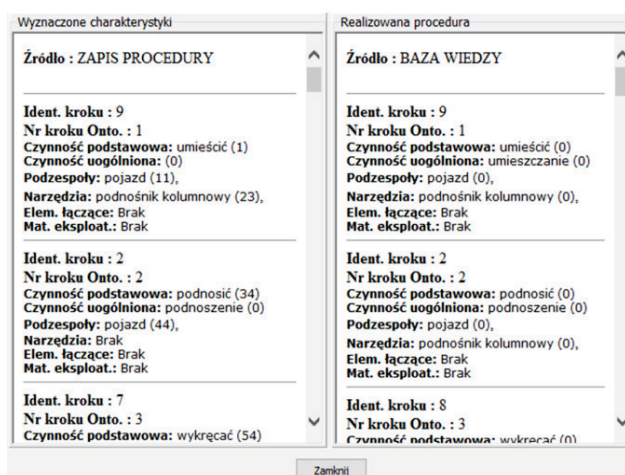 Wyznaczone charakterystyki
Źródło : ZAPIS PROCEDURY
Ident. kroku : 9
Nr kroku Onto. : 1
Czynność podstawowa: umieścić (1)
Czynność uogólniona: (0)
Podzespoły: pojazd (11),
Narzędzia: podnośnik kolumnowy (23),
Elem. łączące: Brak
Mat. eksploat.: Brak
Ident. kroku : 2
Nr kroku Onto. : 2
Czynność podstawowa: podnosić (34)
Czynność uogólniona: podnoszenie (0)
Podzespoły: pojazd (44),
Narzędzia: Brak
Elem. łączące: Brak
Mat. eksploat.: Brak
Ident. kroku : 7
Nr kroku Onto. : 3
Czynność podstawowa: wykręcać (54)
Realizowana procedura
Źródło : BAZA WIEDZY
Ident. kroku : 9
Nr kroku Onto. : 1
Czynność podstawowa: umieścić (0)
Czynność uogólniona: umieszczanie (0)
Podzespoły: pojazd (0),
Narzędzia: podnośnik kolumnowy (0),
Elem. łączące: Brak
Mat. eksploat.: Brak
Ident. kroku : 2
Nr kroku Onto. : 2
Czynność podstawowa: podnosić (0)
Czynność uogólniona: podnoszenie (0)
Podzespoły: pojazd (0),
Narzędzia: podnośnik kolumnowy (0),
Elem. łączące: Brak
Mat. eksploat.: Brak
Ident. kroku : 8
Nr kroku Onto. : 3
Czynność podstawowa: wykręcać (0)
Zamknij